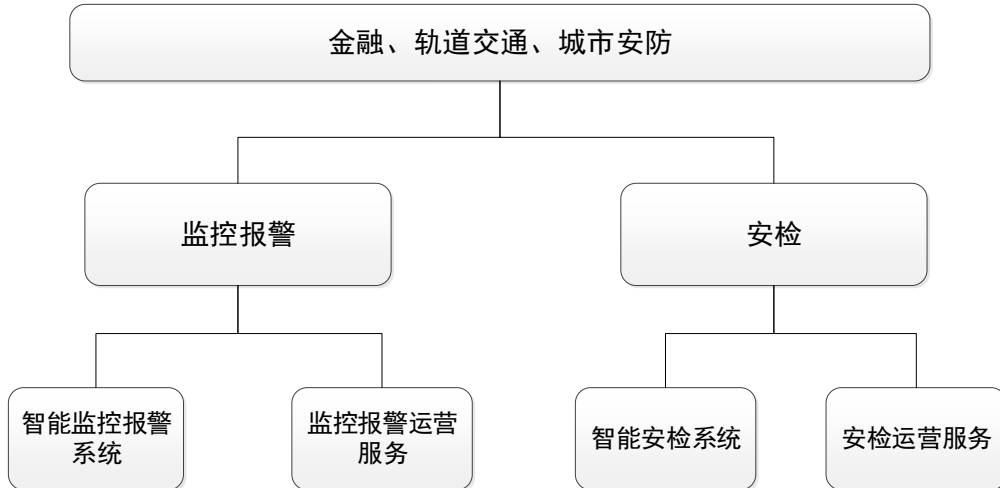 金融、轨道交通、城市安防
监控报警
安检
智能监控报警
系统
监控报警运营
服务
智能安检系统
安检运营服务